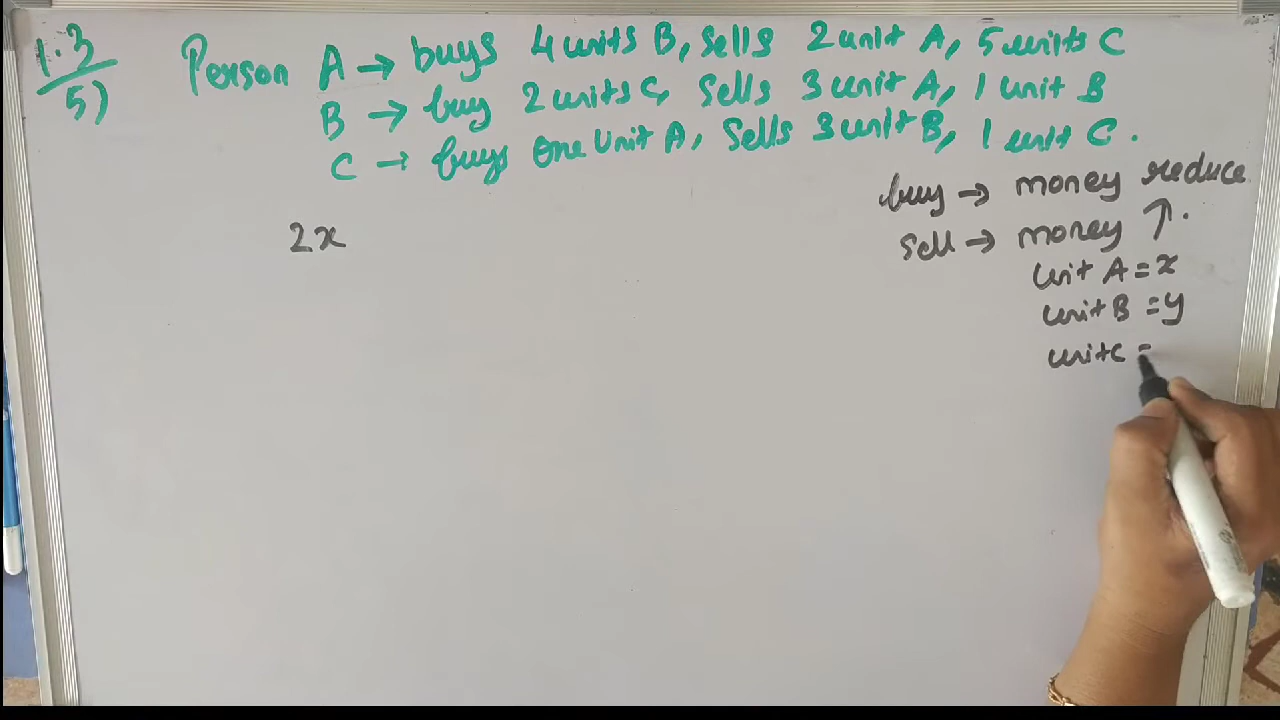 1.3
5)
Person A → buys 4 units B, sells 2 unit A, 5 units C
B → buy 2 units C, sells 3 unit A, 1 unit B
C → buys one unit A, sells 3 unit B, 1 unit C.
buy → money reduce
sell → money ↑.
2x
unit A = x
unit B = y
unit C =